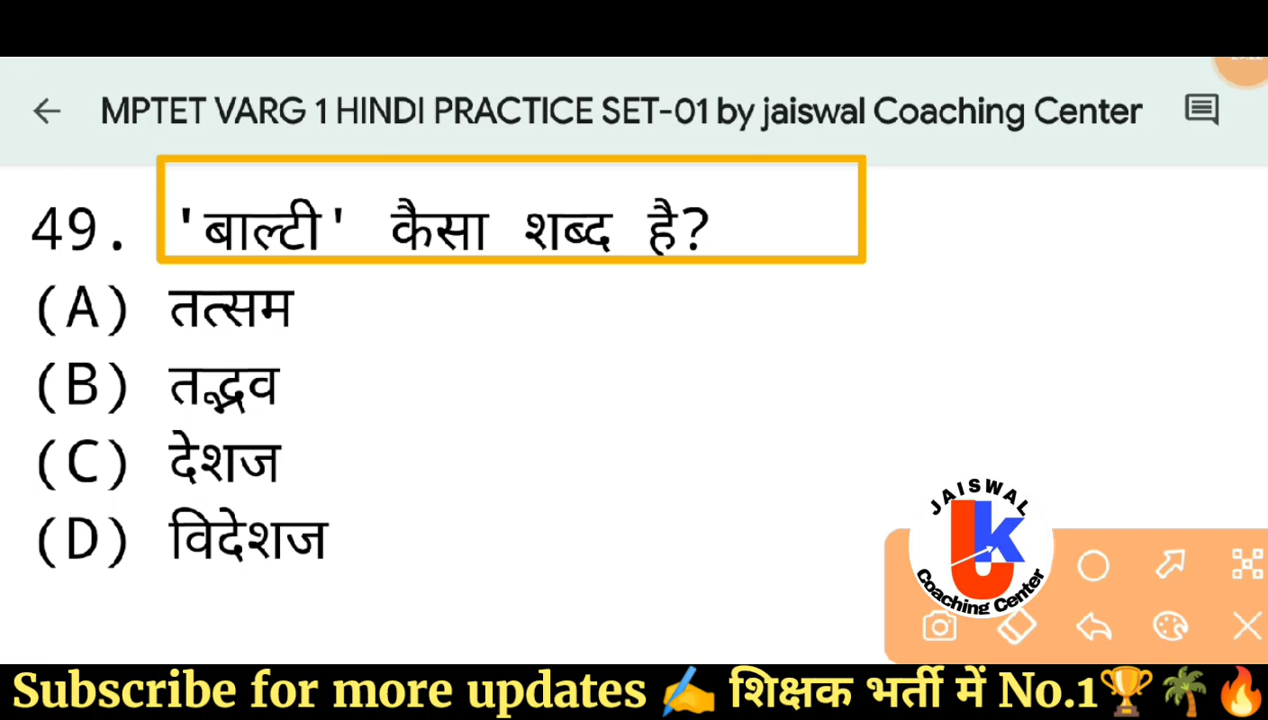 MPTET VARG 1 HINDI PRACTICE SET-01 by jaiswal Coaching Center
49. 'बाल्टी' कैसा शब्द है?
(A) तत्सम
(B) तद्भव
(C) देशज
(D) विदेशज
JAISWAL
JK
Coaching Center
Subscribe for more updates ✍️ शिक्षक भर्ती में No.1🏆🌴🔥